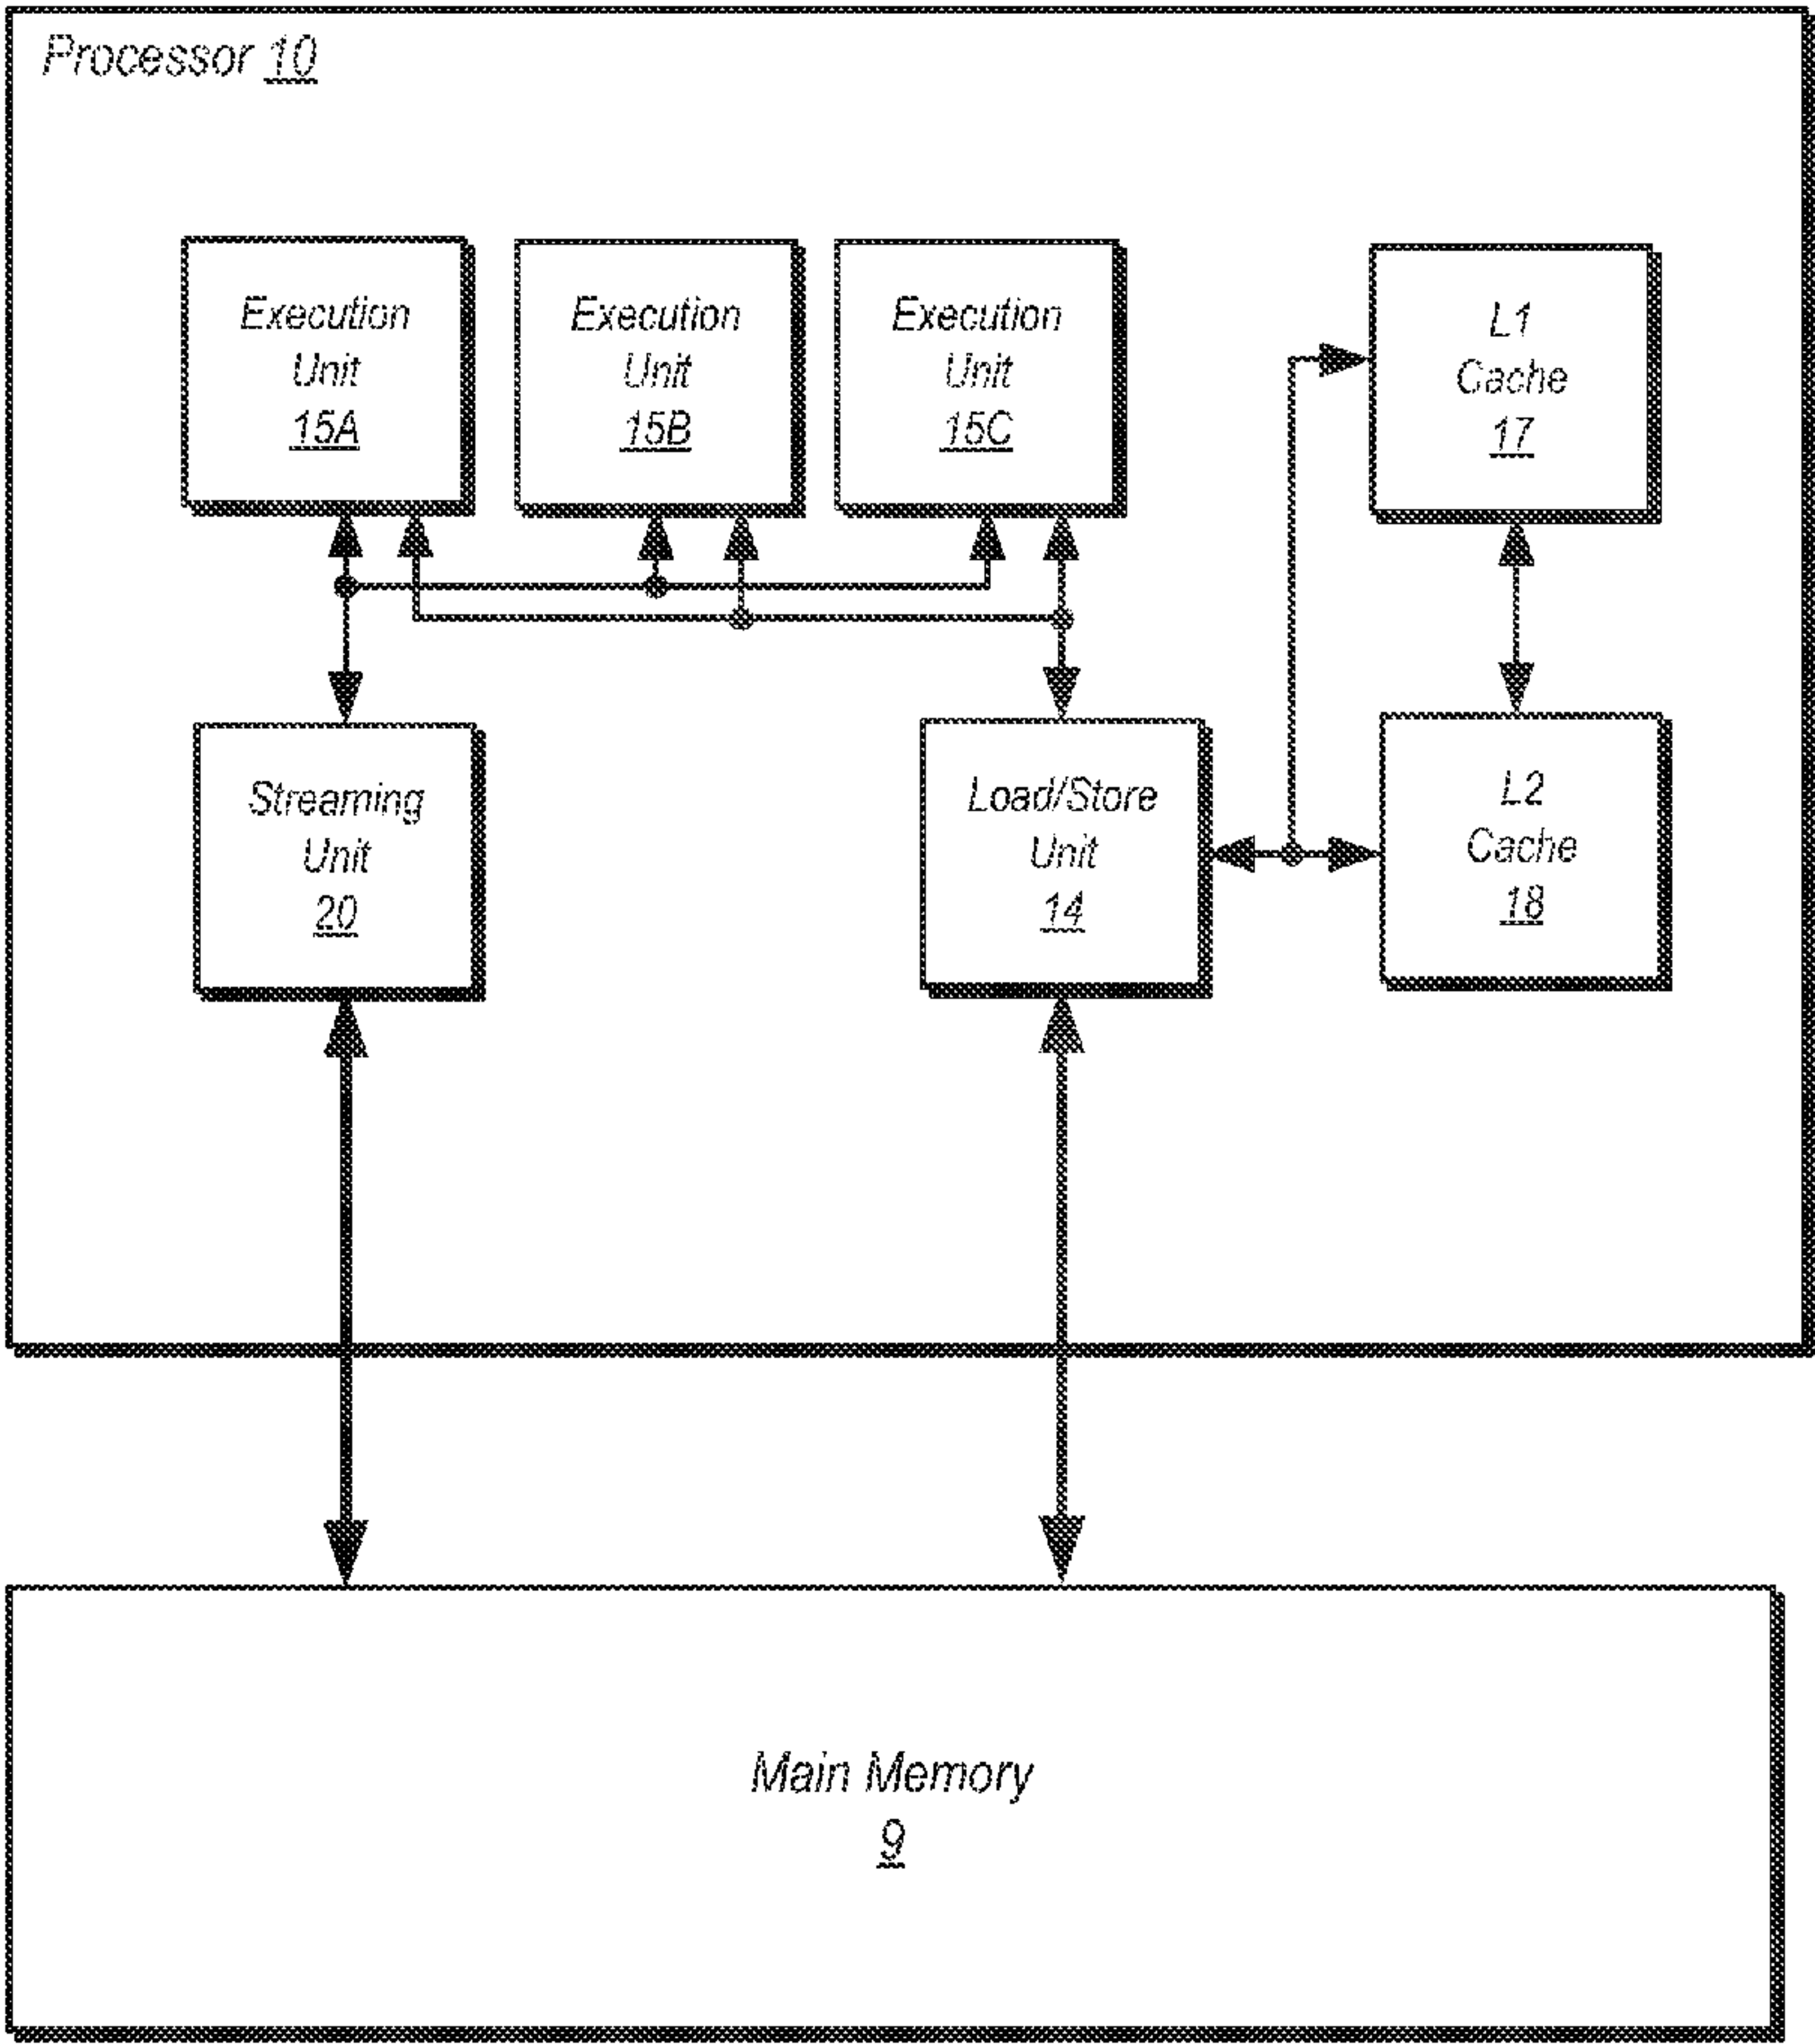 Processor 10
Execution
Unit
15A
Execution
Unit
15B
Execution
Unit
15C
L1
Cache
17
Streaming
Unit
20
Load/Store
Unit
14
L2
Cache
18
Main Memory
9